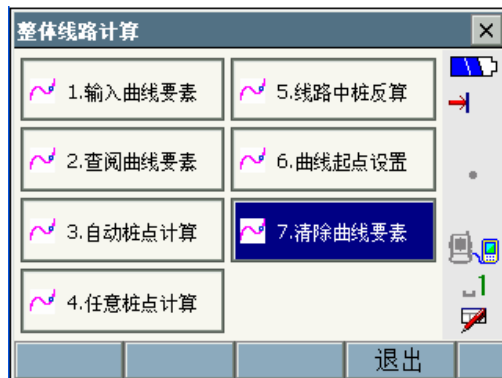 整体线路计算
1.输入曲线要素
5.线路中桩反算
2.查阅曲线要素
6.曲线起点设置
3.自动桩点计算
7.清除曲线要素
4.任意桩点计算
1
退出